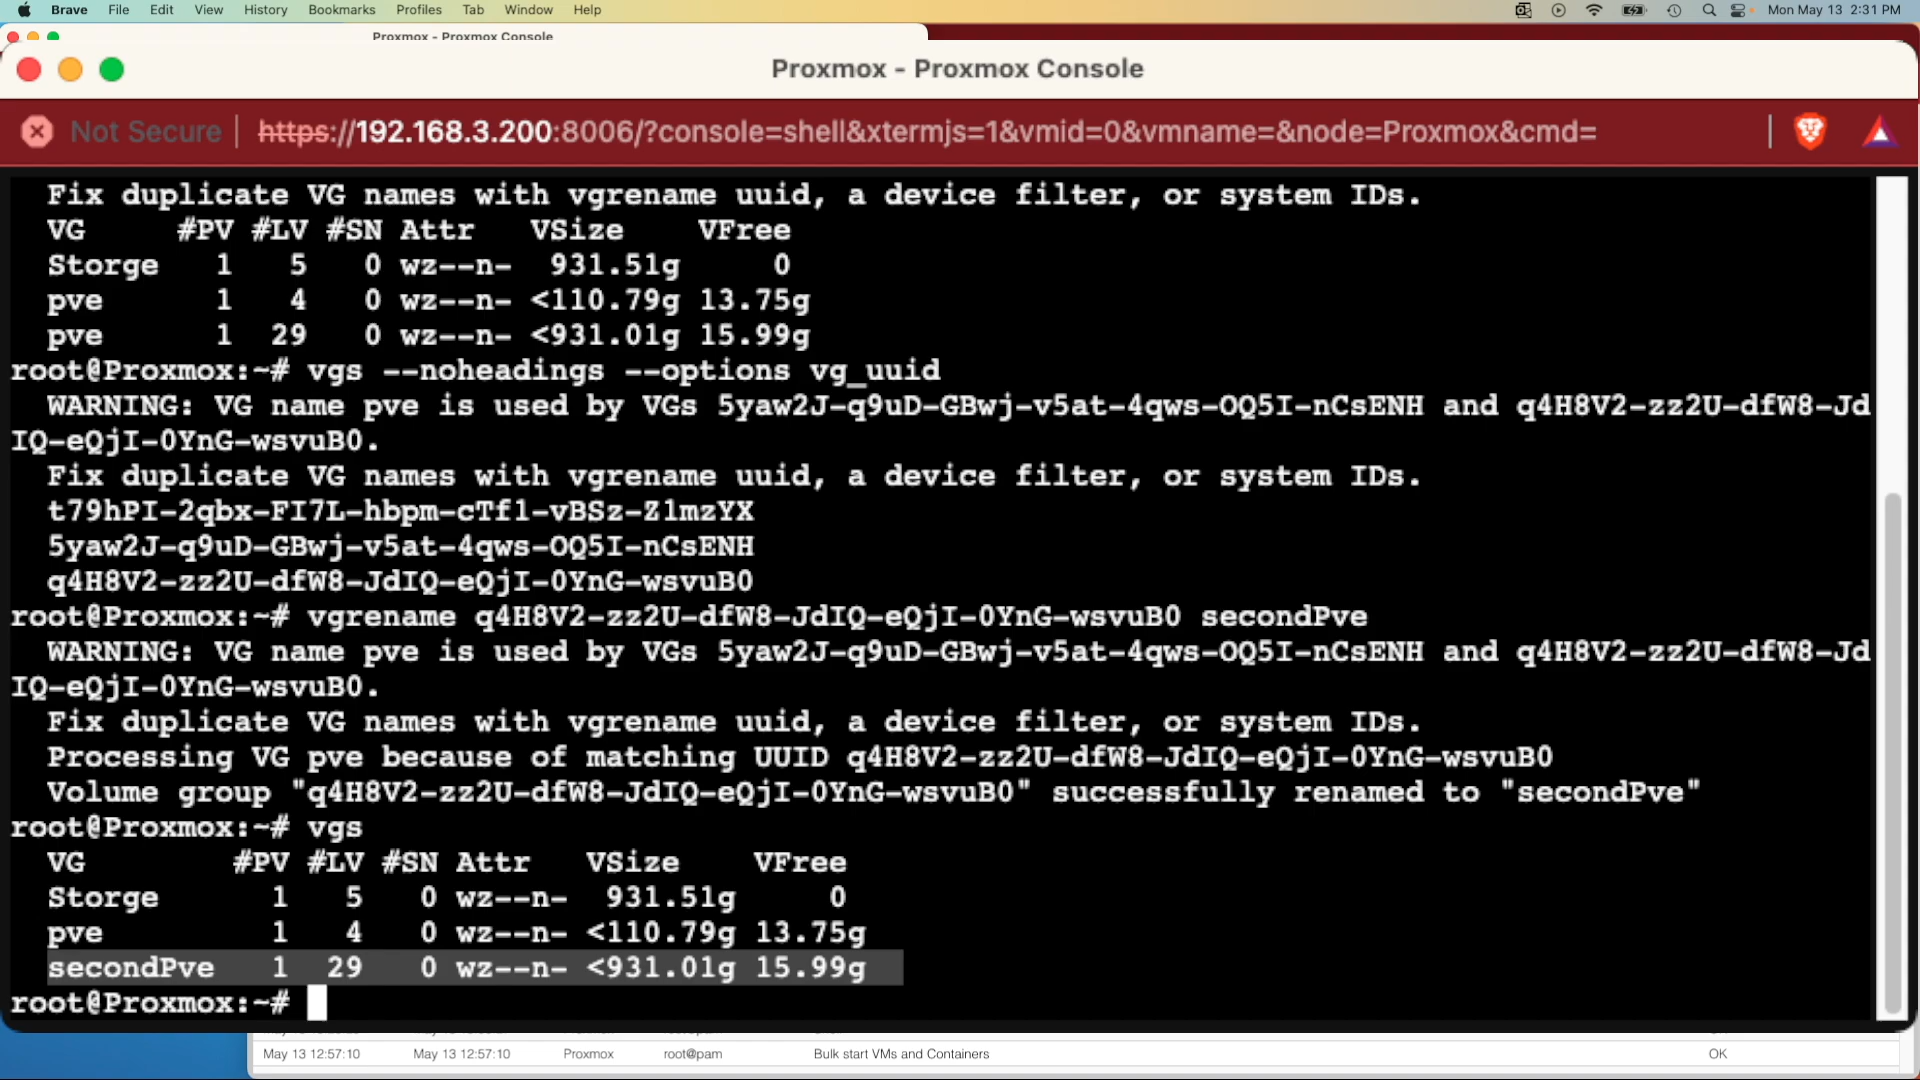 Brave File Edit View History Bookmarks Profiles Tab Window Help Mon May 13 2:31 PM
Proxmox - Proxmox Console
Proxmox - Proxmox Console
Not Secure https://192.168.3.200:8006/?console=shell&xtermjs=1&vmid=0&vmname=&node=Proxmox&cmd=
Fix duplicate VG names with vgrename uuid, a device filter, or system IDs.
VG #PV #LV #SN Attr VSize VFree
Storge 1 5 0 wz--n- 931.51g 0
pve 1 4 0 wz--n- <110.79g 13.75g
pve 1 29 0 wz--n- <931.01g 15.99g
root@Proxmox:~# vgs --noheadings --options vg_uuid
WARNING: VG name pve is used by VGs 5yaw2J-q9uD-GBwj-v5at-4qws-OQ5I-nCsENH and q4H8V2-zz2U-dfW8-Jd
IQ-eQjI-0YnG-wsvuB0.
Fix duplicate VG names with vgrename uuid, a device filter, or system IDs.
t79hPI-2qbx-FI7L-hbpm-cTf1-vBSz-Z1mzYX
5yaw2J-q9uD-GBwj-v5at-4qws-OQ5I-nCsENH
q4H8V2-zz2U-dfW8-JdIQ-eQjI-0YnG-wsvuB0
root@Proxmox:~# vgrename q4H8V2-zz2U-dfW8-JdIQ-eQjI-0YnG-wsvuB0 secondPve
WARNING: VG name pve is used by VGs 5yaw2J-q9uD-GBwj-v5at-4qws-OQ5I-nCsENH and q4H8V2-zz2U-dfW8-Jd
IQ-eQjI-0YnG-wsvuB0.
Fix duplicate VG names with vgrename uuid, a device filter, or system IDs.
Processing VG pve because of matching UUID q4H8V2-zz2U-dfW8-JdIQ-eQjI-0YnG-wsvuB0
Volume group "q4H8V2-zz2U-dfW8-JdIQ-eQjI-0YnG-wsvuB0" successfully renamed to "secondPve"
root@Proxmox:~# vgs
VG #PV #LV #SN Attr VSize VFree
Storge 1 5 0 wz--n- 931.51g 0
pve 1 4 0 wz--n- <110.79g 13.75g
secondPve 1 29 0 wz--n- <931.01g 15.99g
root@Proxmox:~#
May 13 12:57:10 May 13 12:57:10 Proxmox root@pam Bulk start VMs and Containers OK